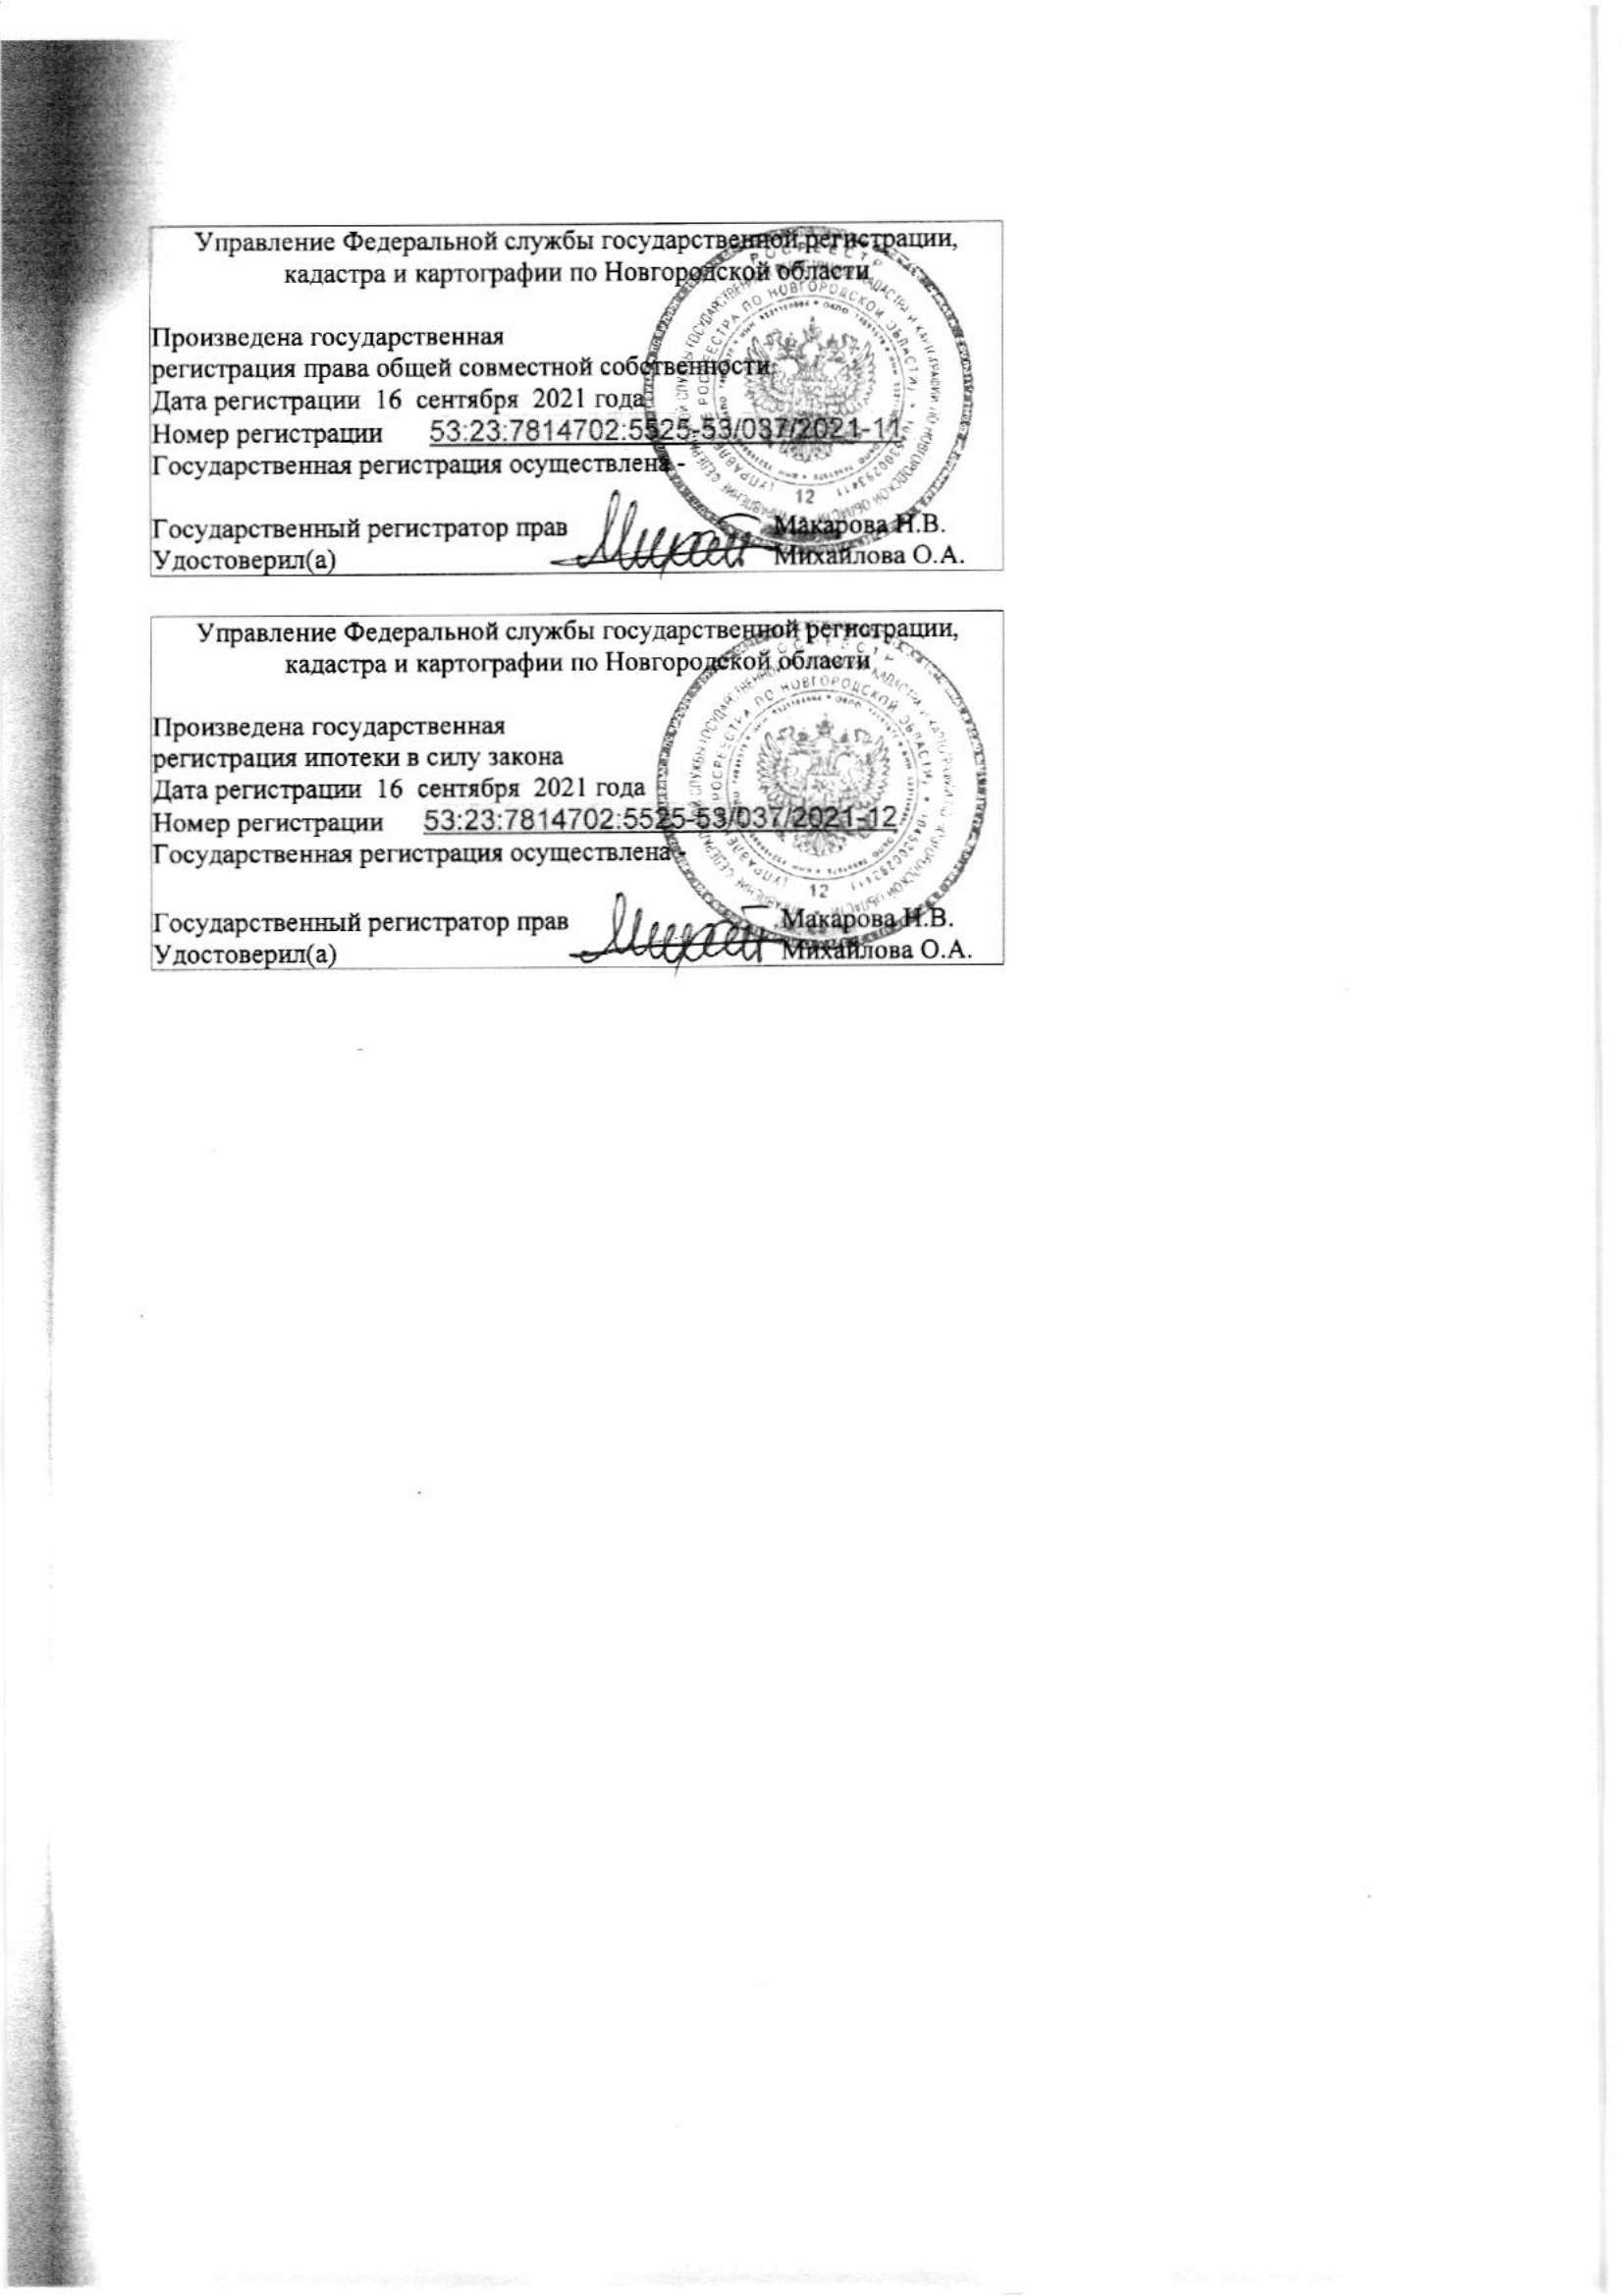 Управление Федеральной службы государственной регистрации,
кадастра и картографии по Новгородской области
Произведена государственная
регистрация права общей совместной собственности
Дата регистрации 16 сентября 2021 года
Номер регистрации 53:23:7814702:5525-53/037/2021-11
Государственная регистрация осуществлена -
Государственный регистратор прав Макарова Н.В.
Удостоверил(а) Михайлова О.А.
РОСРЕЕСТР
12
Управление Федеральной службы государственной регистрации,
кадастра и картографии по Новгородской области
Произведена государственная
регистрация ипотеки в силу закона
Дата регистрации 16 сентября 2021 года
Номер регистрации 53:23:7814702:5525-53/037/2021-12
Государственная регистрация осуществлена -
Государственный регистратор прав Макарова Н.В.
Удостоверил(а) Михайлова О.А.
РОСРЕЕСТР
12